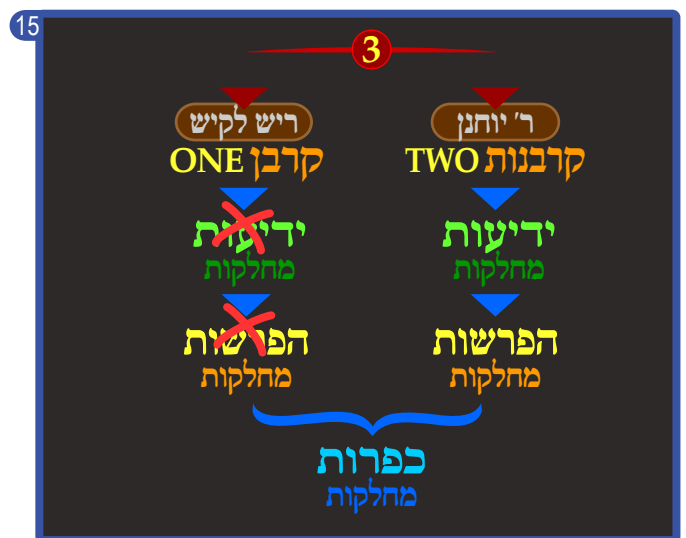 15
3
ר' יוחנן
קרבנות TWO
ידיעות
מחלקות
הפרשות
מחלקות
ריש לקיש
קרבן ONE
ידיעות
מחלקות
הפרשות
מחלקות
כפרות
מחלקות